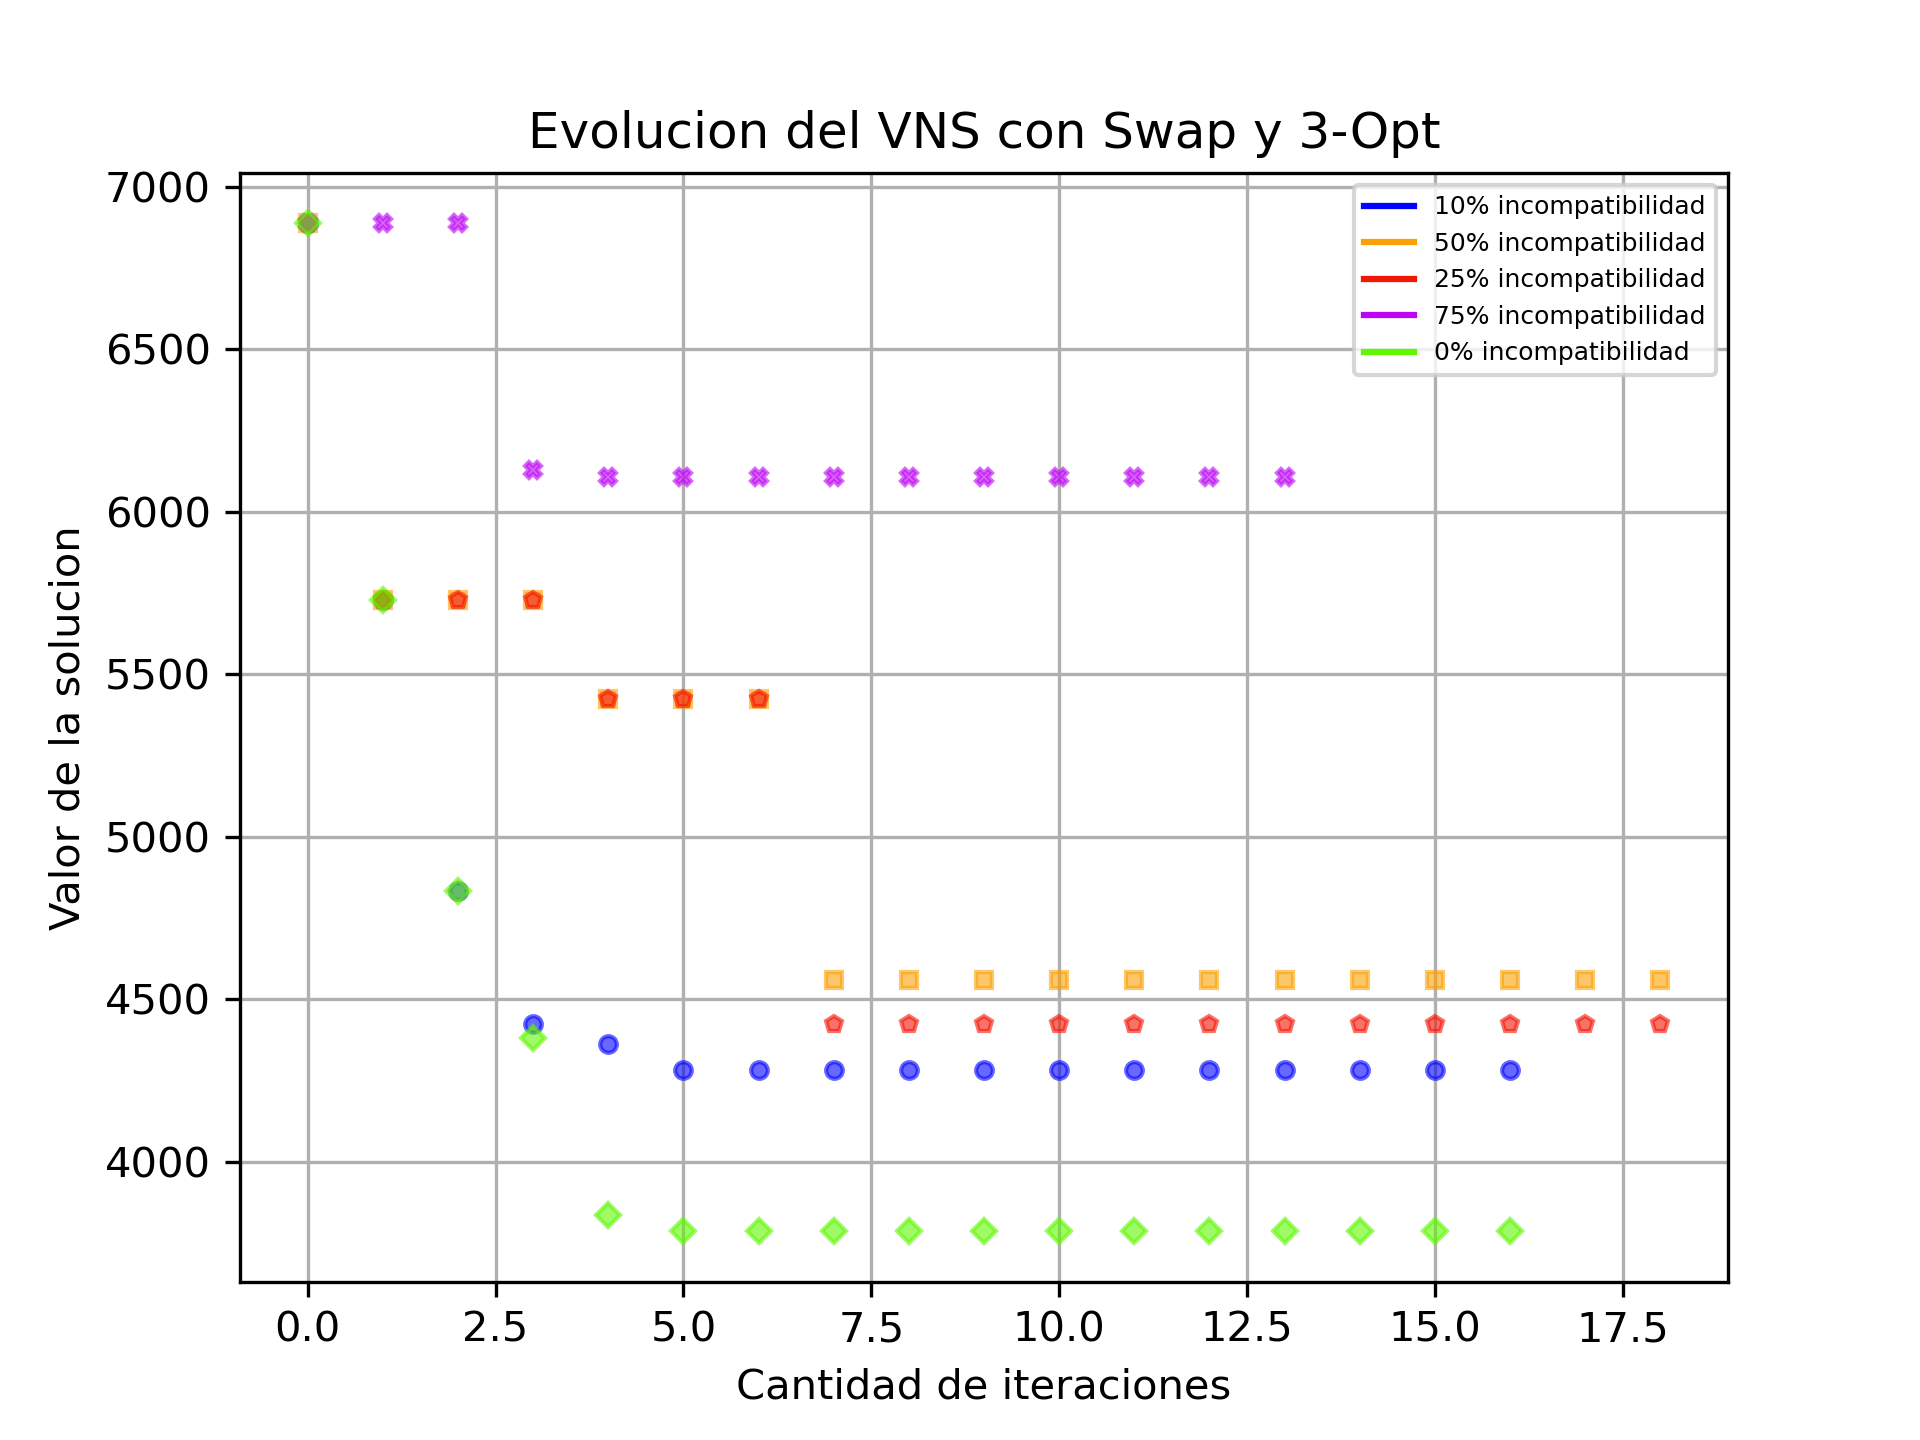 Evolucion del VNS con Swap y 3-Opt
7000
6500
6000
5500
5000
4500
4000
Valor de la solucion
10% incompatibilidad
50% incompatibilidad
25% incompatibilidad
75% incompatibilidad
0% incompatibilidad
0.0 2.5 5.0 7.5 10.0 12.5 15.0 17.5
Cantidad de iteraciones